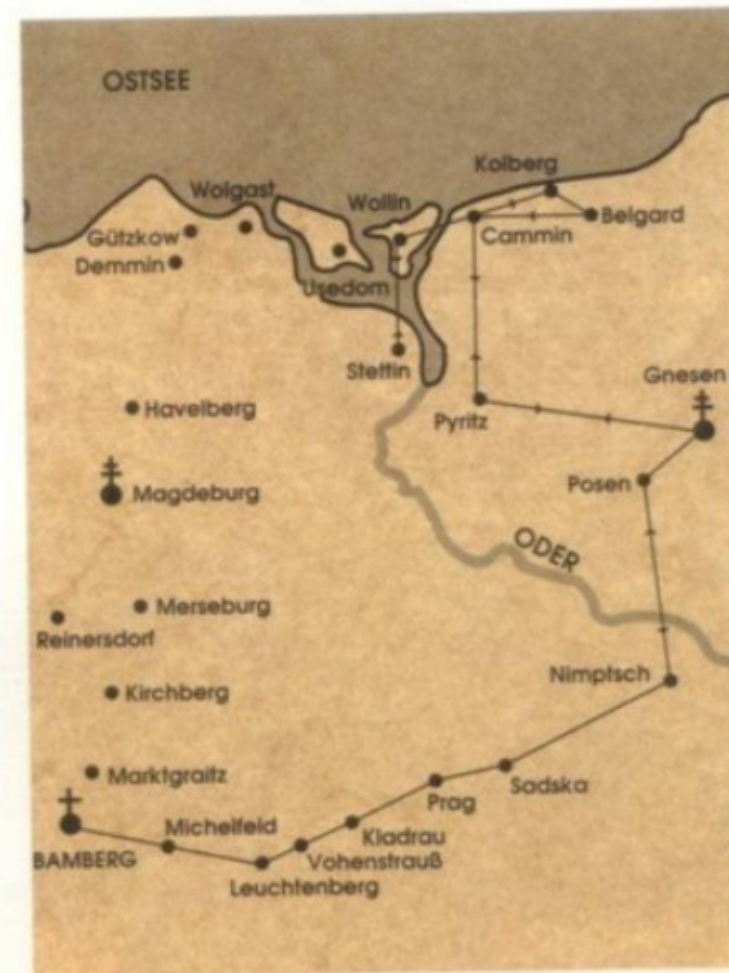 OSTSEE
Kolberg
Wolgast
Wollin
Belgard
Gützkow
Cammin
Demmin
Usedom
Stettin
Gnesen
Havelberg
Pyritz
Posen
Magdeburg
ODER
Merseburg
Reinersdorf
Nimptsch
Kirchberg
Marktgraitz
Sadska
Prag
Michelfeld
Kladrau
BAMBERG
Vohenstrauß
Leuchtenberg